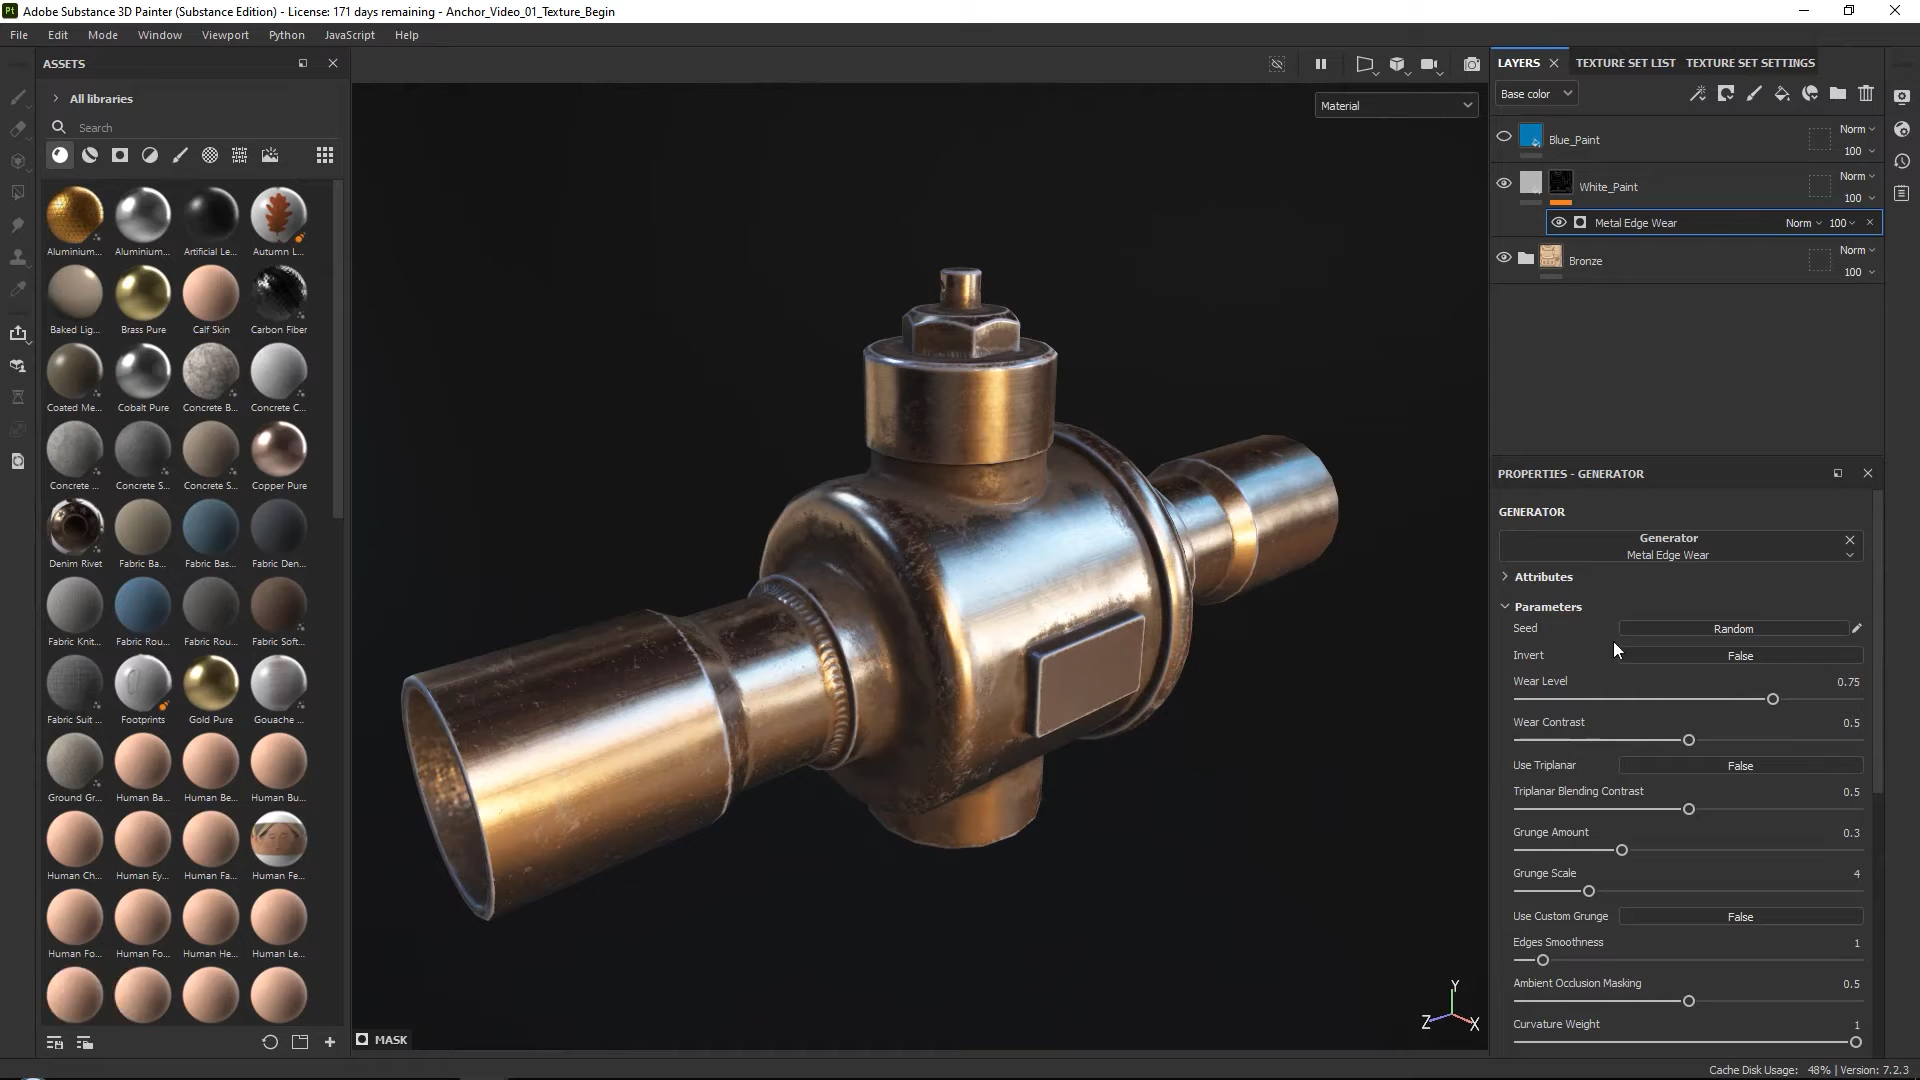 Pt Adobe Substance 3D Painter (Substance Edition) - License: 171 days remaining - Anchor_Video_01_Texture_Begin
File Edit Mode Window Viewport Python JavaScript Help
ASSETS
All libraries
Search
Aluminium... Aluminium... Artificial Le... Autumn L...
Baked Lig... Brass Pure Calf Skin Carbon Fiber
Coated Me... Cobalt Pure Concrete B... Concrete C...
Concrete ... Concrete S... Concrete S... Copper Pure
Denim Rivet Fabric Ba... Fabric Bas... Fabric Den...
Fabric Knit... Fabric Rou... Fabric Rou... Fabric Soft...
Fabric Suit ... Footprints Gold Pure Gouache ...
Ground Gr... Human Ba... Human Be... Human Bu...
Human Ch... Human Ey... Human Fa... Human Fe...
Human Fo... Human Fo... Human He... Human Le...
Material
Y
Z
X
MASK
LAYERS TEXTURE SET LIST TEXTURE SET SETTINGS
Base color
Blue_Paint Norm
100
White_Paint Norm
100
Metal Edge Wear Norm 100
Bronze Norm
100
PROPERTIES - GENERATOR
GENERATOR
Generator
Metal Edge Wear
Attributes
Parameters
Seed Random
Invert False
Wear Level 0.75
Wear Contrast 0.5
Use Triplanar False
Triplanar Blending Contrast 0.5
Grunge Amount 0.3
Grunge Scale 4
Use Custom Grunge False
Edges Smoothness 1
Ambient Occlusion Masking 0.5
Curvature Weight 1
Cache Disk Usage: 48% | Version: 7.2.3